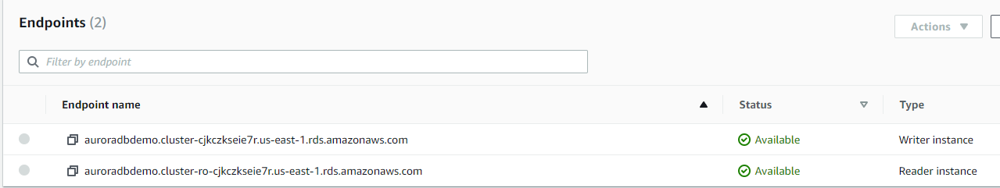 Endpoints (2)
Actions
Filter by endpoint
Endpoint name Status Type
auroradbdemo.cluster-cjkczkseie7r.us-east-1.rds.amazonaws.com Available Writer instance
auroradbdemo.cluster-ro-cjkczkseie7r.us-east-1.rds.amazonaws.com Available Reader instance